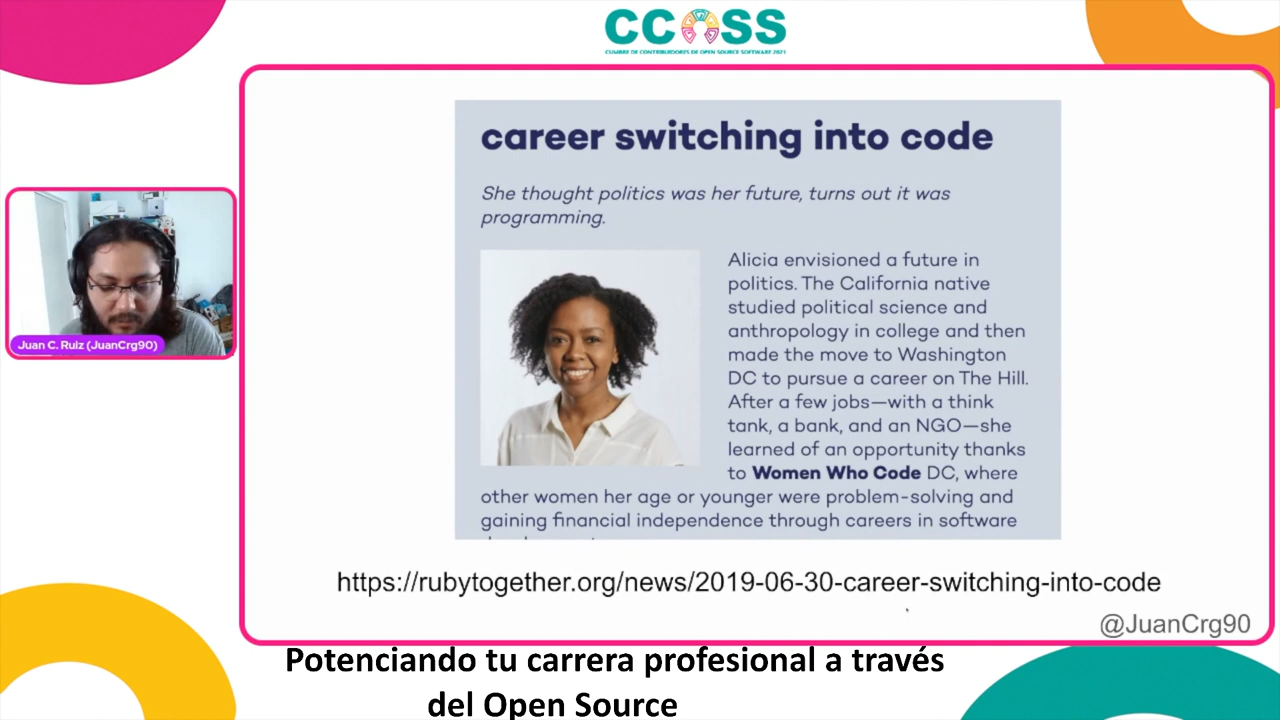 CCOSS
CUMBRE DE CONTRIBUIDORES DE OPEN SOURCE SOFTWARE 2021
career switching into code
She thought politics was her future, turns out it was
programming.
Alicia envisioned a future in
politics. The California native
studied political science and
anthropology in college and then
made the move to Washington
DC to pursue a career on The Hill.
After a few jobs—with a think
tank, a bank, and an NGO—she
learned of an opportunity thanks
to Women Who Code DC, where
other women her age or younger were problem-solving and
gaining financial independence through careers in software
Juan C. Ruiz (JuanCrg90)
https://rubytogether.org/news/2019-06-30-career-switching-into-code
@JuanCrg90
Potenciando tu carrera profesional a través
del Open Source